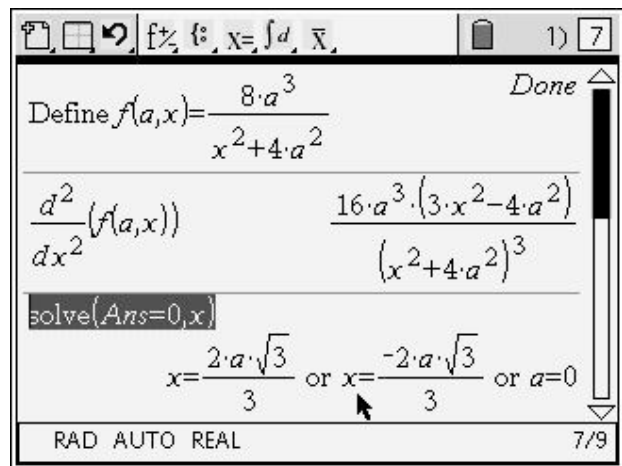 f± {: x= ∫d x̄ 1) 7
Define f(a,x)=8·a^3/(x^2+4·a^2) Done
d^2/dx^2(f(a,x)) 16·a^3·(3·x^2−4·a^2)/(x^2+4·a^2)^3
solve(Ans=0,x)
x=2·a·√3/3 or x=-2·a·√3/3 or a=0
RAD AUTO REAL 7/9